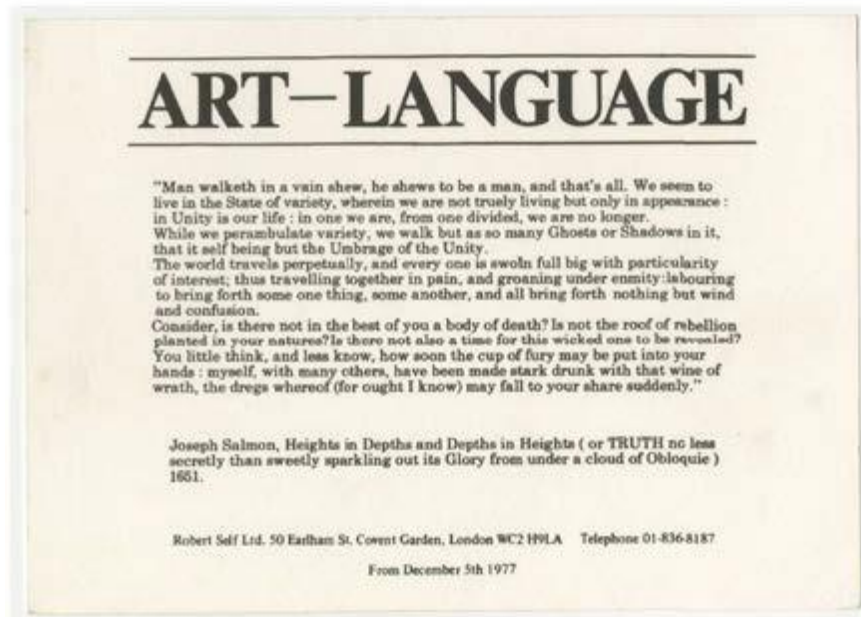 ART—LANGUAGE
"Man walketh in a vain shew, he shews to be a man, and that's all. We seem to
live in the State of variety, wherein we are not truely living but only in appearance :
in Unity is our life : in one we are, from one divided, we are no longer.
While we perambulate variety, we walk but as so many Ghosts or Shadows in it,
that it self being but the Umbrage of the Unity.
The world travels perpetually, and every one is swoln full big with particularity
of interest; thus travelling together in pain, and groaning under enmity:labouring
to bring forth some one thing, some another, and all bring forth nothing but wind
and confusion.
Consider, is there not in the best of you a body of death? Is not the roof of rebellion
planted in your natures?Is there not also a time for this wicked one to be revealed?
You little think, and less know, how soon the cup of fury may be put into your
hands : myself, with many others, have been made stark drunk with that wine of
wrath, the dregs whereof (for ought I know) may fall to your share suddenly."
Joseph Salmon, Heights in Depths and Depths in Heights ( or TRUTH no less
secretly than sweetly sparkling out its Glory from under a cloud of Obloquie )
1651.
Robert Self Ltd. 50 Earlham St. Covent Garden, London WC2 H9LA Telephone 01-836-8187
From December 5th 1977